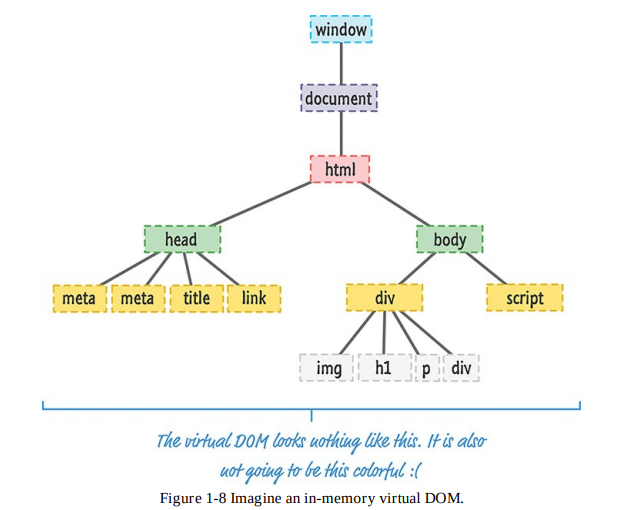 window
document
html
head body
meta meta title link div script
img h1 p div
The virtual DOM looks nothing like this. It is also
not going to be this colorful :(
Figure 1-8 Imagine an in-memory virtual DOM.